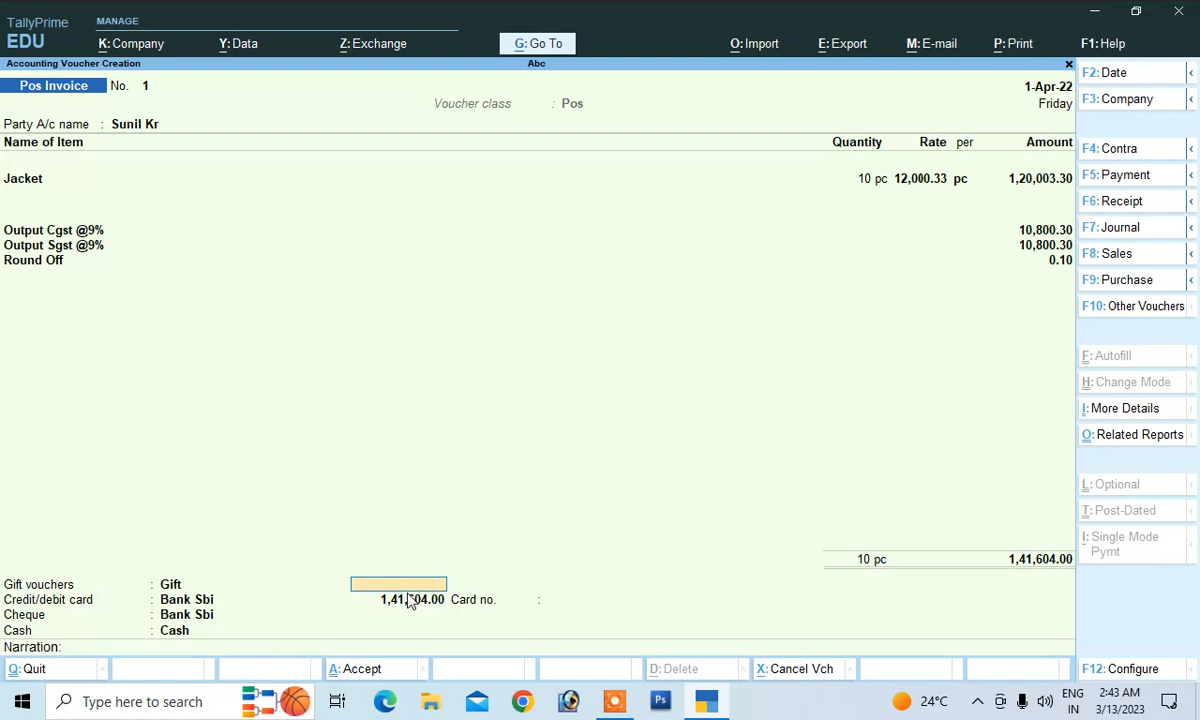 TallyPrime
EDU
MANAGE
K: Company
Y: Data
Z: Exchange
G: Go To
O: Import
E: Export
M: E-mail
P: Print
F1: Help
Accounting Voucher Creation
Abc
Pos Invoice No. 1
1-Apr-22
Friday
Voucher class : Pos
Party A/c name : Sunil Kr
Name of Item Quantity Rate per Amount
Jacket 10 pc 12,000.33 pc 1,20,003.30
Output Cgst @9% 10,800.30
Output Sgst @9% 10,800.30
Round Off 0.10
10 pc 1,41,604.00
Gift vouchers : Gift
Credit/debit card : Bank Sbi Card no. :
Cheque : Bank Sbi
Cash : Cash
Narration:
Q: Quit
A: Accept
D: Delete
X: Cancel Vch
F2: Date
F3: Company
F4: Contra
F5: Payment
F6: Receipt
F7: Journal
F8: Sales
F9: Purchase
F10: Other Vouchers
F: Autofill
H: Change Mode
I: More Details
O: Related Reports
L: Optional
T: Post-Dated
I: Single Mode
Pymt
F12: Configure
Type here to search
Ps
24°C
ENG
IN
2:43 AM
3/13/2023